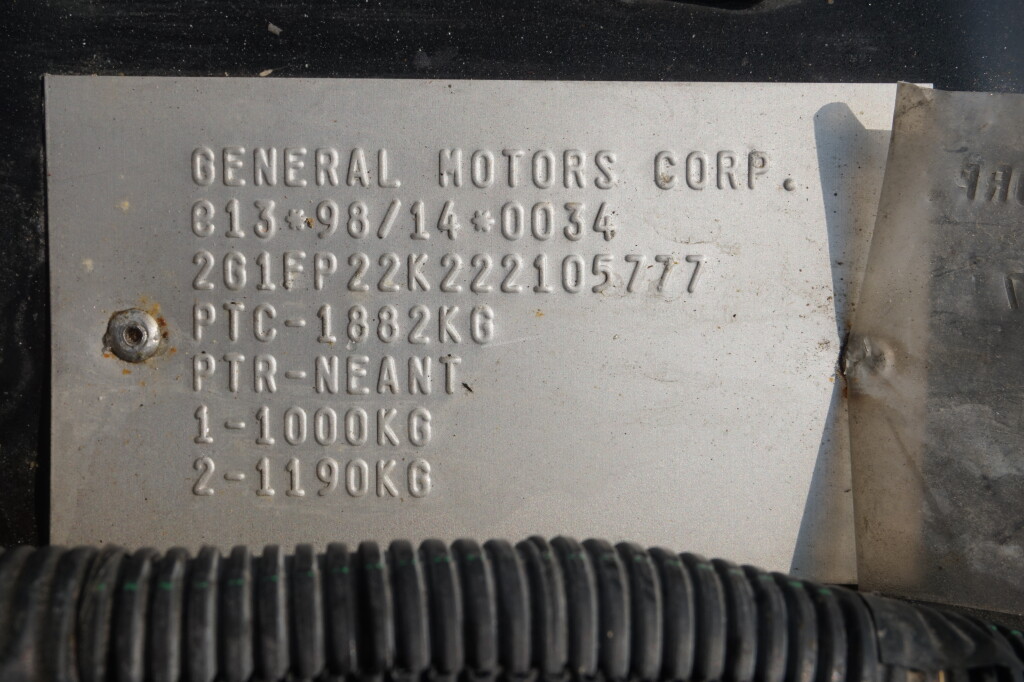 GENERAL MOTORS CORP.
e13*98/14*0034
2G1FP22K222105777
PTC-1882KG
PTR-NEANT
1-1000KG
2-1190KG